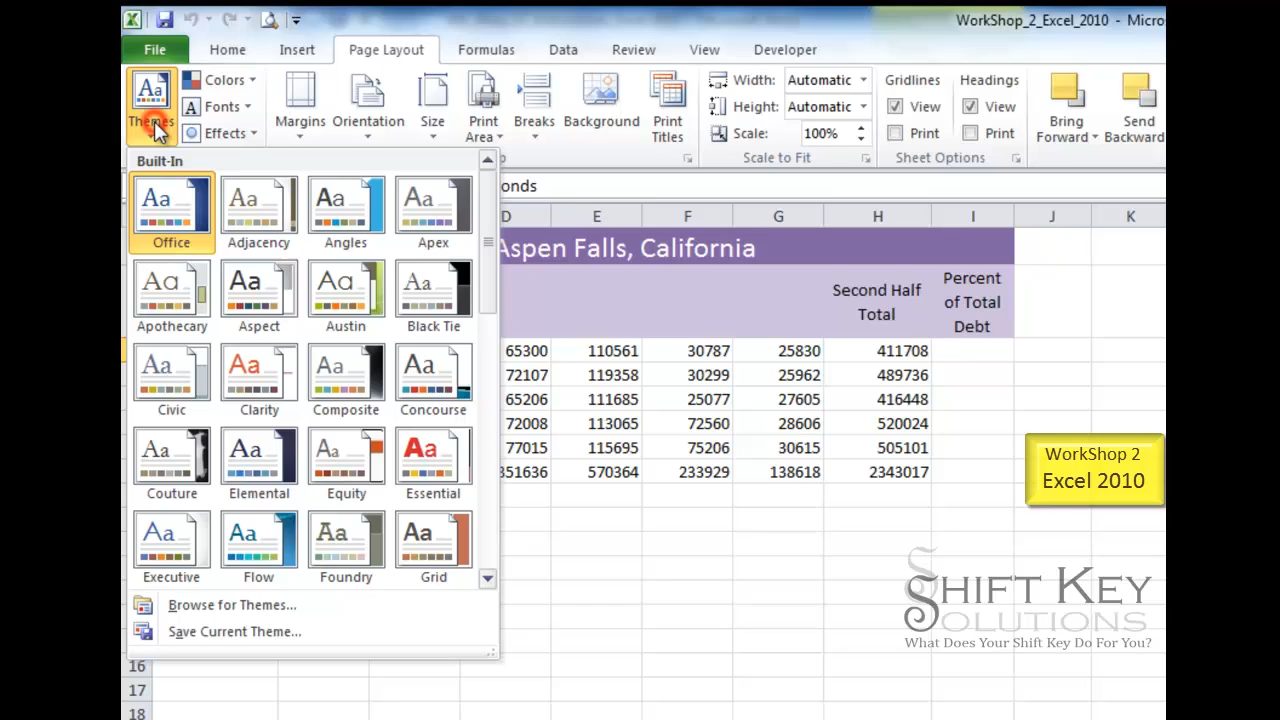 WorkShop_2_Excel_2010 - Micros
File Home Insert Page Layout Formulas Data Review View Developer
Themes
Colors
Fonts
Effects
Margins
Orientation
Size
Print
Area
Breaks
Background
Print
Titles
Width: Automatic
Height: Automatic
Scale: 100%
Scale to Fit
Gridlines
View
Print
Headings
View
Print
Sheet Options
Bring
Forward
Send
Backward
Built-In
Office Adjacency Angles Apex
Apothecary Aspect Austin Black Tie
Civic Clarity Composite Concourse
Couture Elemental Equity Essential
Executive Flow Foundry Grid
Browse for Themes...
Save Current Theme...
onds
D E F G H I J K
Aspen Falls, California
Second Half
Total
Percent
of Total
Debt
65300 110561 30787 25830 411708
72107 119358 30299 25962 489736
65206 111685 25077 27605 416448
72008 113065 72560 28606 520024
77015 115695 75206 30615 505101
351636 570364 233929 138618 2343017
WorkShop 2
Excel 2010
Shift Key
Solutions
What Does Your Shift Key Do For You?
16
17
18